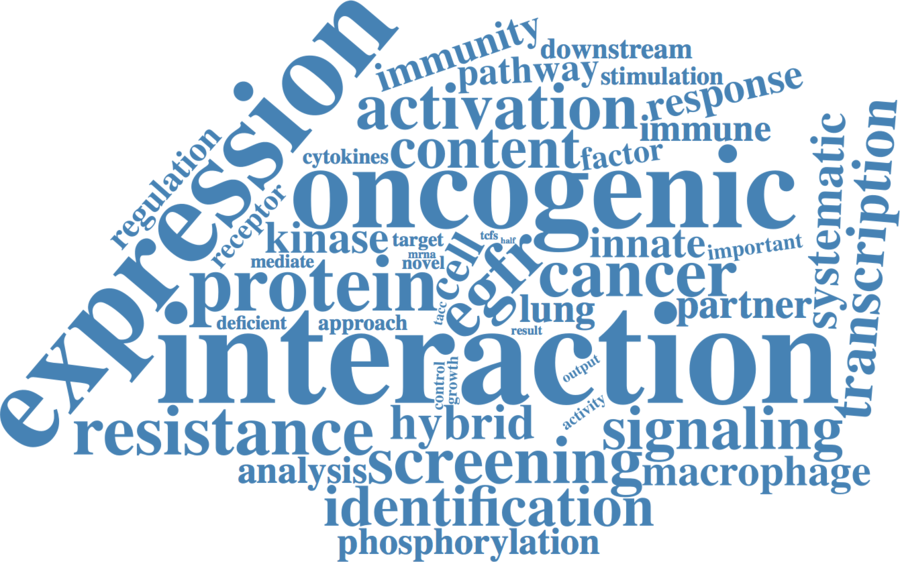 immunity
downstream
pathway
stimulation
expression
activation
response
immune
regulation
cytokines
content
factor
systematic
transcription
receptor
oncogenic
kinase
target
tcfs
half
innate
important
mediate
mrna
novel
cell
egfr
cancer
protein
tacc
lung
partner
deficient
approach
result
interaction
control
growth
output
activity
resistance
hybrid
signaling
analysis
screening
macrophage
identification
phosphorylation